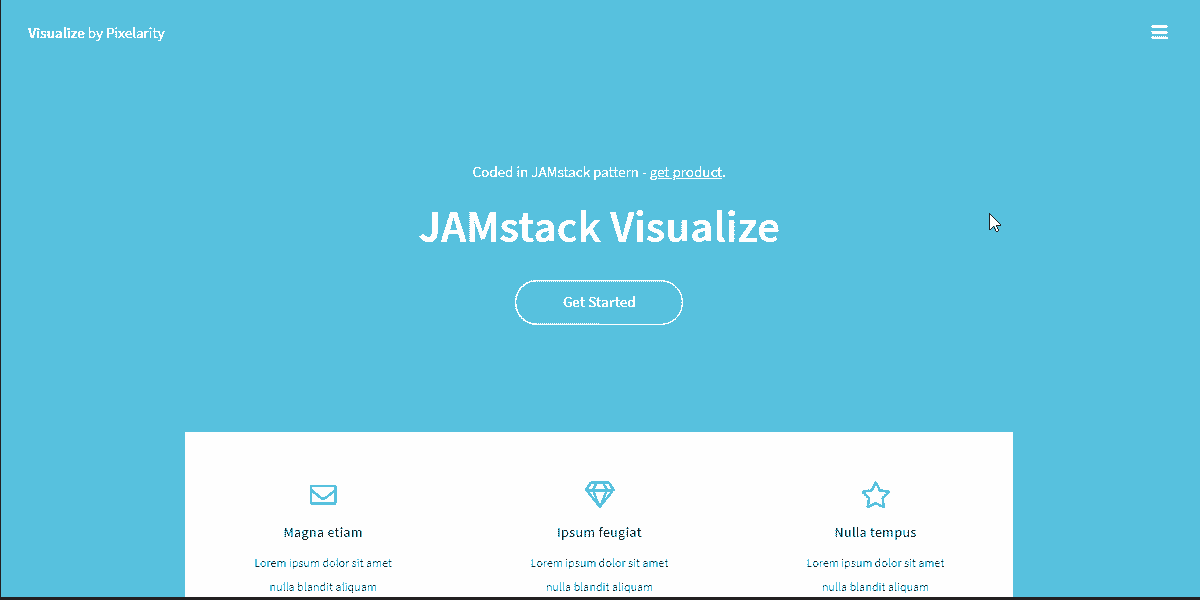 Visualize by Pixelarity
Coded in JAMstack pattern - get product.
JAMstack Visualize
Get Started
Magna etiam
Ipsum feugiat
Nulla tempus
Lorem ipsum dolor sit amet
Lorem ipsum dolor sit amet
Lorem ipsum dolor sit amet
nulla blandit aliquam
nulla blandit aliquam
nulla blandit aliquam